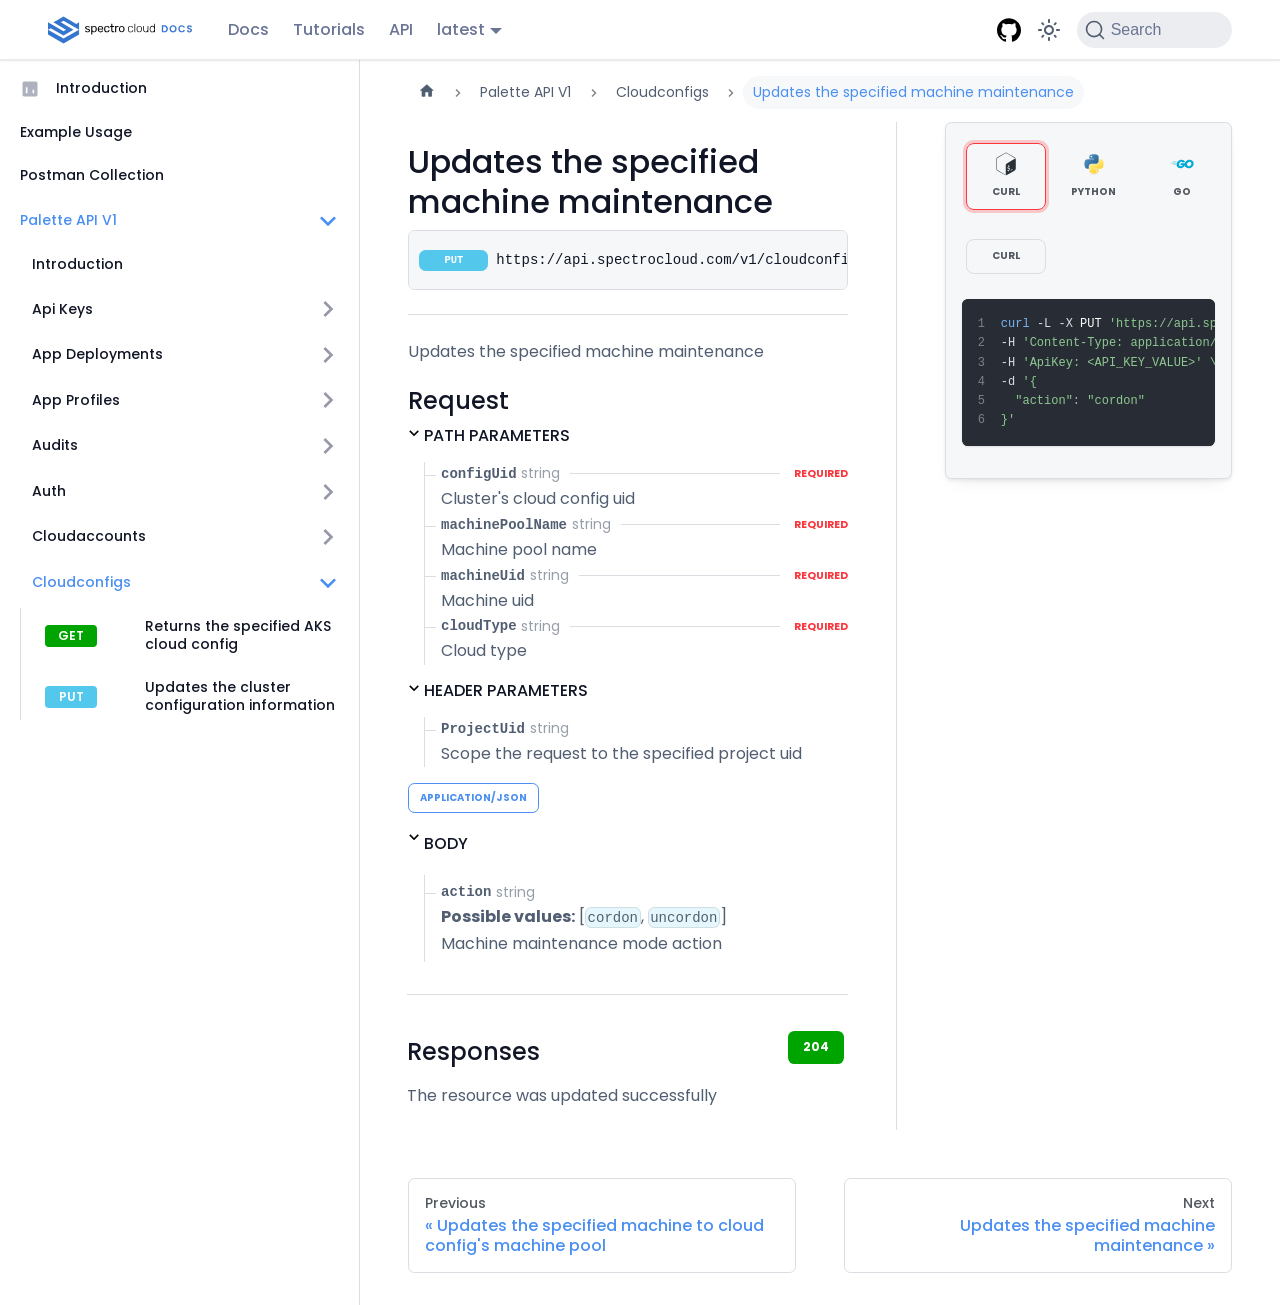 spectro cloud DOCS
Docs
Tutorials
API
latest
Search
Introduction
Example Usage
Postman Collection
Palette API V1
Introduction
Api Keys
App Deployments
App Profiles
Audits
Auth
Cloudaccounts
Cloudconfigs
GET
Returns the specified AKS
cloud config
PUT
Updates the cluster
configuration information
Palette API V1
Cloudconfigs
Updates the specified machine maintenance
Updates the specified
machine maintenance
PUT https://api.spectrocloud.com/v1/cloudconfi
Updates the specified machine maintenance
Request
PATH PARAMETERS
configUid string REQUIRED
Cluster's cloud config uid
machinePoolName string REQUIRED
Machine pool name
machineUid string REQUIRED
Machine uid
cloudType string REQUIRED
Cloud type
HEADER PARAMETERS
ProjectUid string
Scope the request to the specified project uid
APPLICATION/JSON
BODY
action string
Possible values: [cordon, uncordon]
Machine maintenance mode action
Responses
204
The resource was updated successfully
CURL
PYTHON
GO
GO
CURL
1 curl -L -X PUT 'https://api.sp
2 -H 'Content-Type: application/
3 -H 'ApiKey: <API_KEY_VALUE>' \
4 -d '{
5 "action": "cordon"
6 }'
Previous
« Updates the specified machine to cloud
config's machine pool
Next
Updates the specified machine
maintenance »